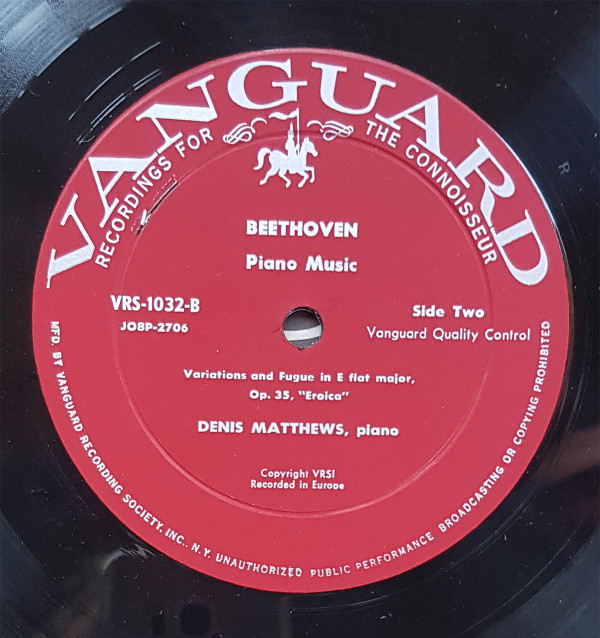 VANGUARD
RECORDINGS FOR THE CONNOISSEUR
BEETHOVEN
Piano Music
VRS-1032-B
JOBP-2706
Side Two
Vanguard Quality Control
Variations and Fugue in E flat major,
Op. 35, "Eroica"
DENIS MATTHEWS, piano
Copyright VRSI
Recorded in Europe
MFD. BY VANGUARD RECORDING SOCIETY, INC., N.Y. UNAUTHORIZED PUBLIC PERFORMANCE BROADCASTING OR COPYING PROHIBITED
R